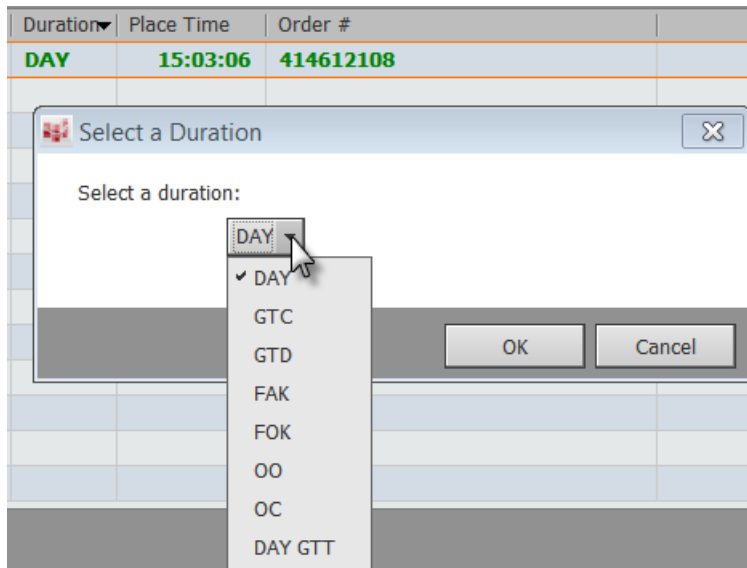 Duration Place Time Order #
DAY 15:03:06 414612108
Select a Duration
Select a duration:
DAY
DAY
GTC
GTD
FAK
FOK
OO
OC
DAY GTT
OK Cancel